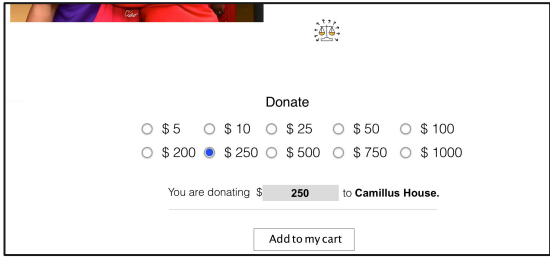 Donate
$ 5 $ 10 $ 25 $ 50 $ 100
$ 200 $ 250 $ 500 $ 750 $ 1000
You are donating $ 250 to Camillus House.
Add to my cart